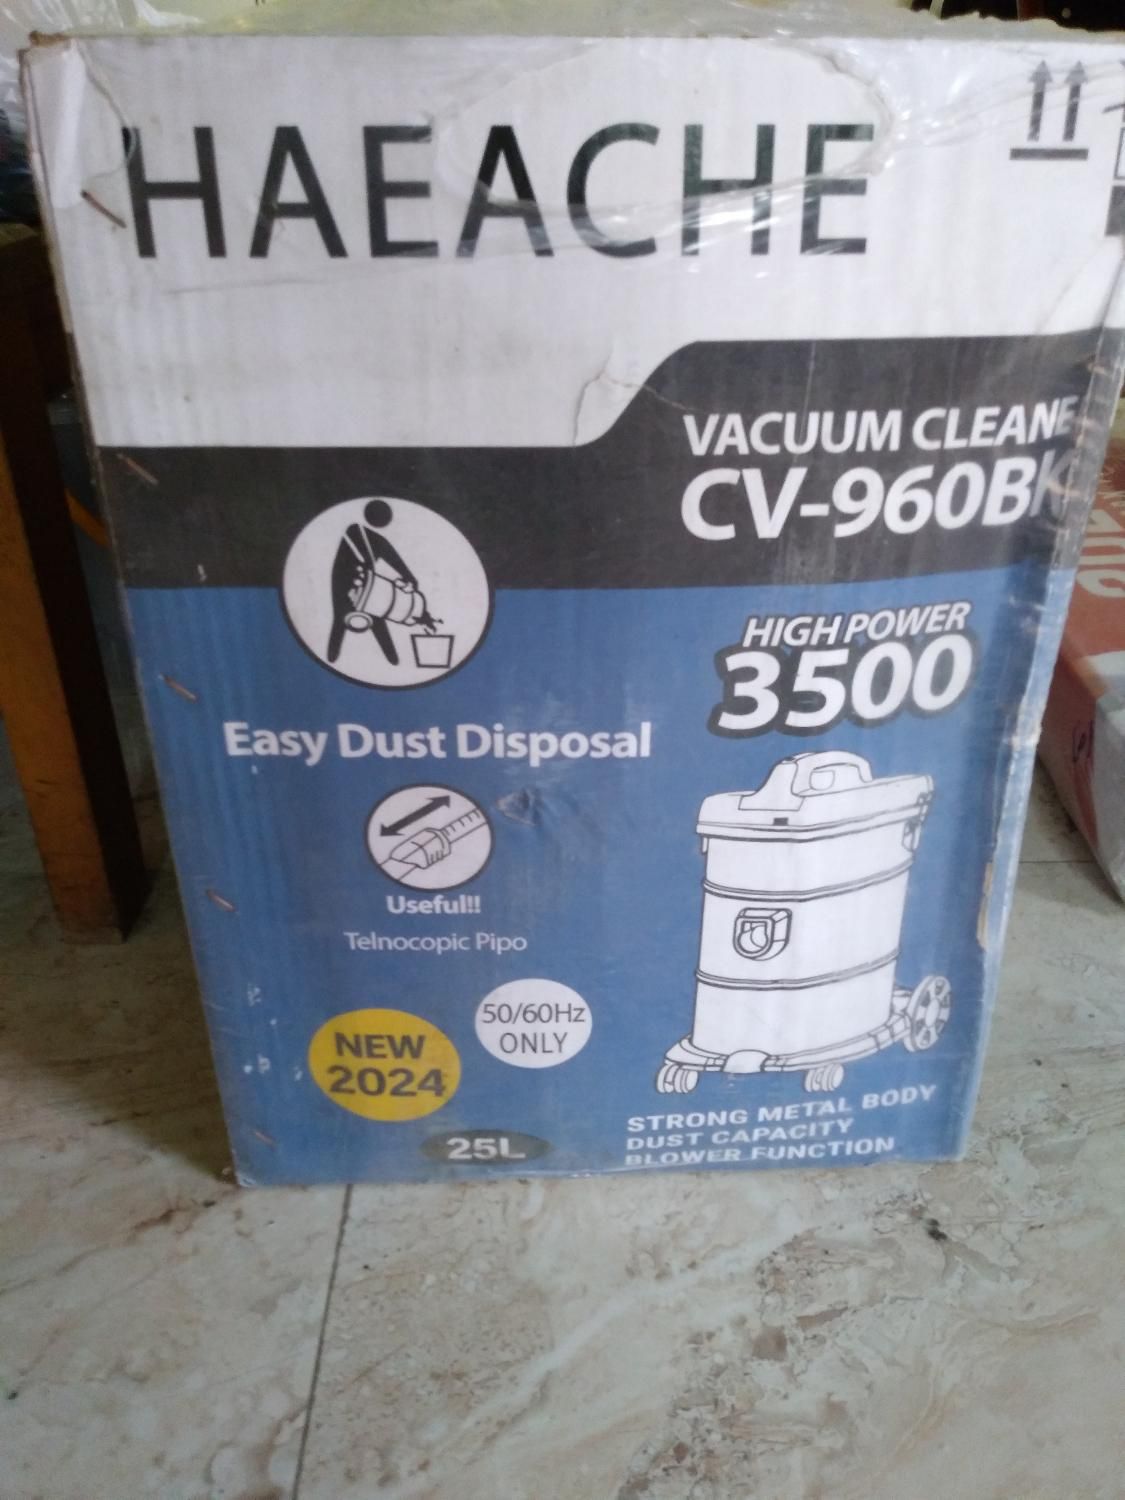 HAEACHE
VACUUM CLEANE
CV-960BK
HIGH POWER
3500
Easy Dust Disposal
Useful!!
Telnocopic Pipo
50/60Hz
ONLY
NEW
2024
25L
STRONG METAL BODY
DUST CAPACITY
BLOWER FUNCTION